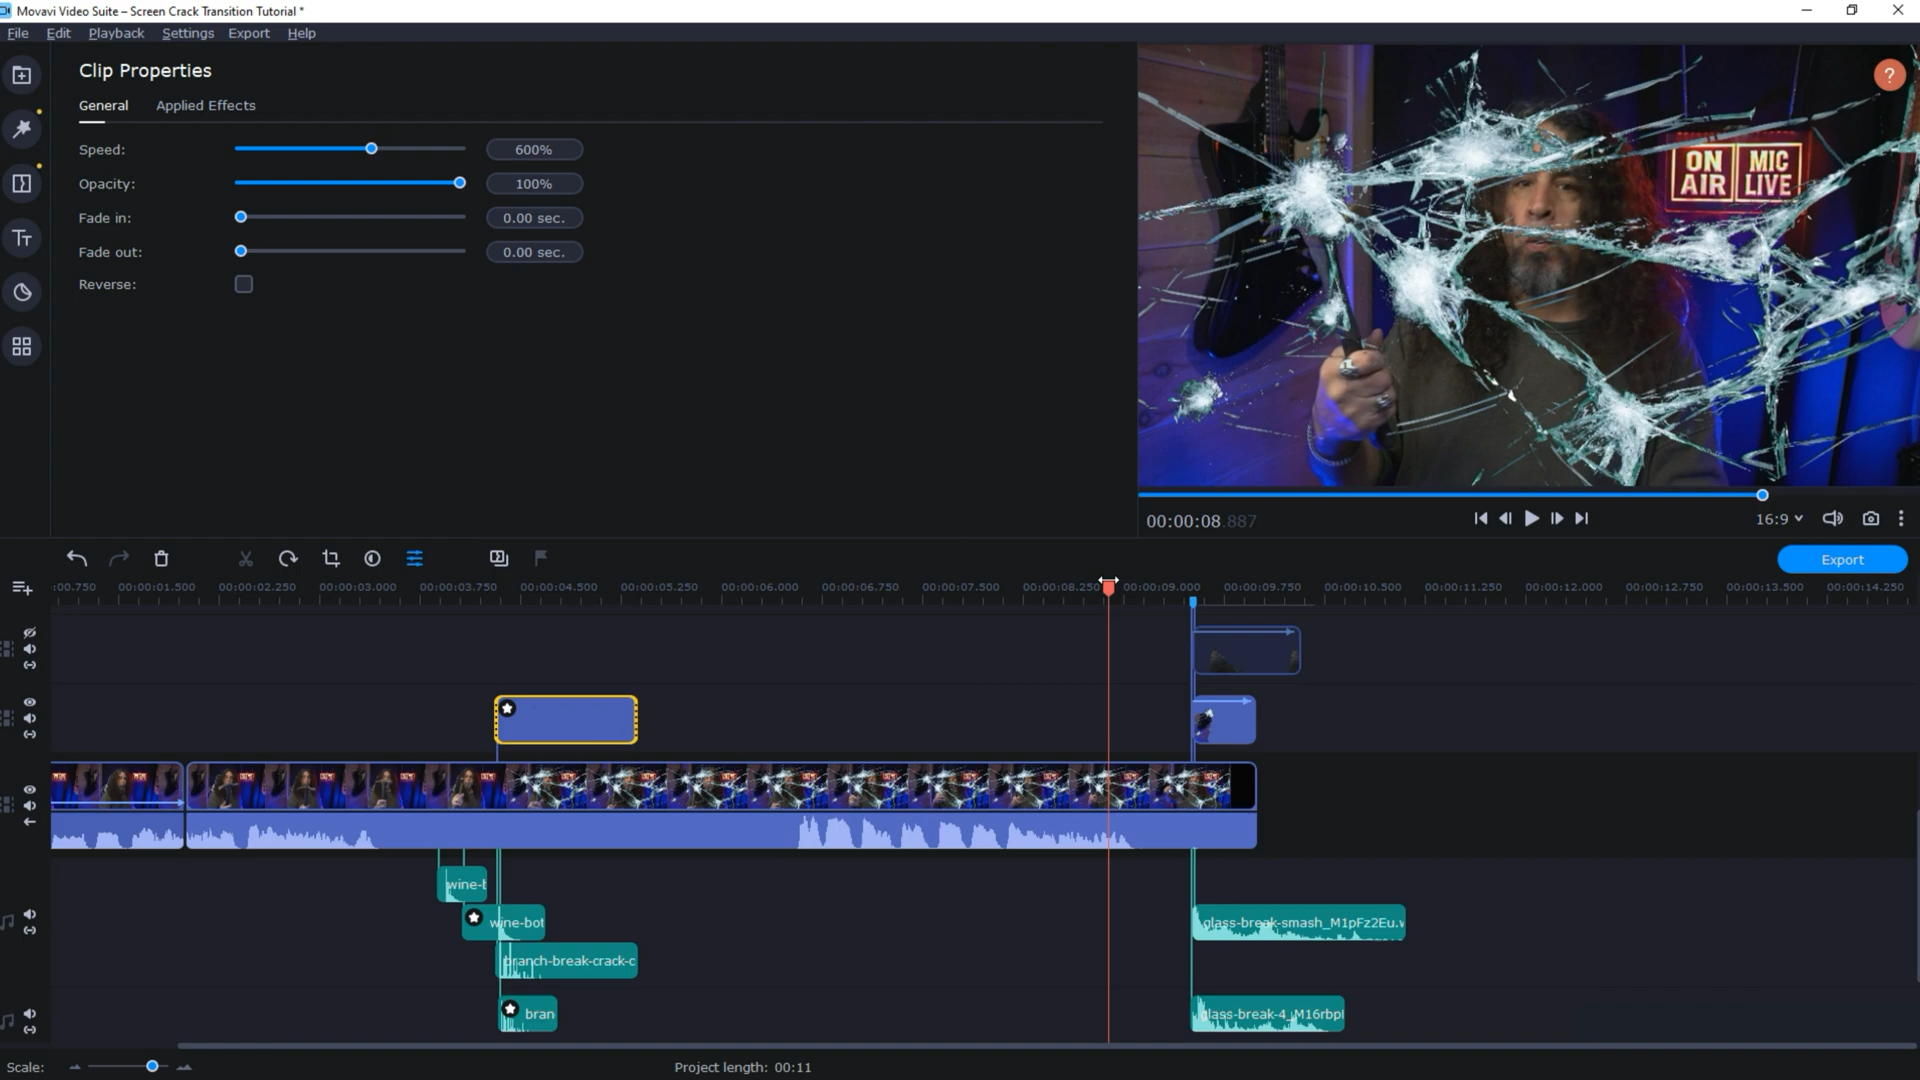 Movavi Video Suite – Screen Crack Transition Tutorial *
File Edit Playback Settings Export Help
Clip Properties
General Applied Effects
Speed: 600%
Opacity: 100%
Fade in: 0.00 sec.
Fade out: 0.00 sec.
Reverse:
ON AIR MIC LIVE
?
00:00:08.887
16:9
Export
:00.750 00:00:01.500 00:00:02.250 00:00:03.000 00:00:03.750 00:00:04.500 00:00:05.250 00:00:06.000 00:00:06.750 00:00:07.500 00:00:08.250 00:00:09.000 00:00:09.750 00:00:10.500 00:00:11.250 00:00:12.000 00:00:12.750 00:00:13.500 00:00:14.250
wine-b
wine-bot
glass-break-smash_M1pFz2Eu.w
branch-break-crack-c
bran
glass-break-4_M16rbpl
Scale:
Project length: 00:11